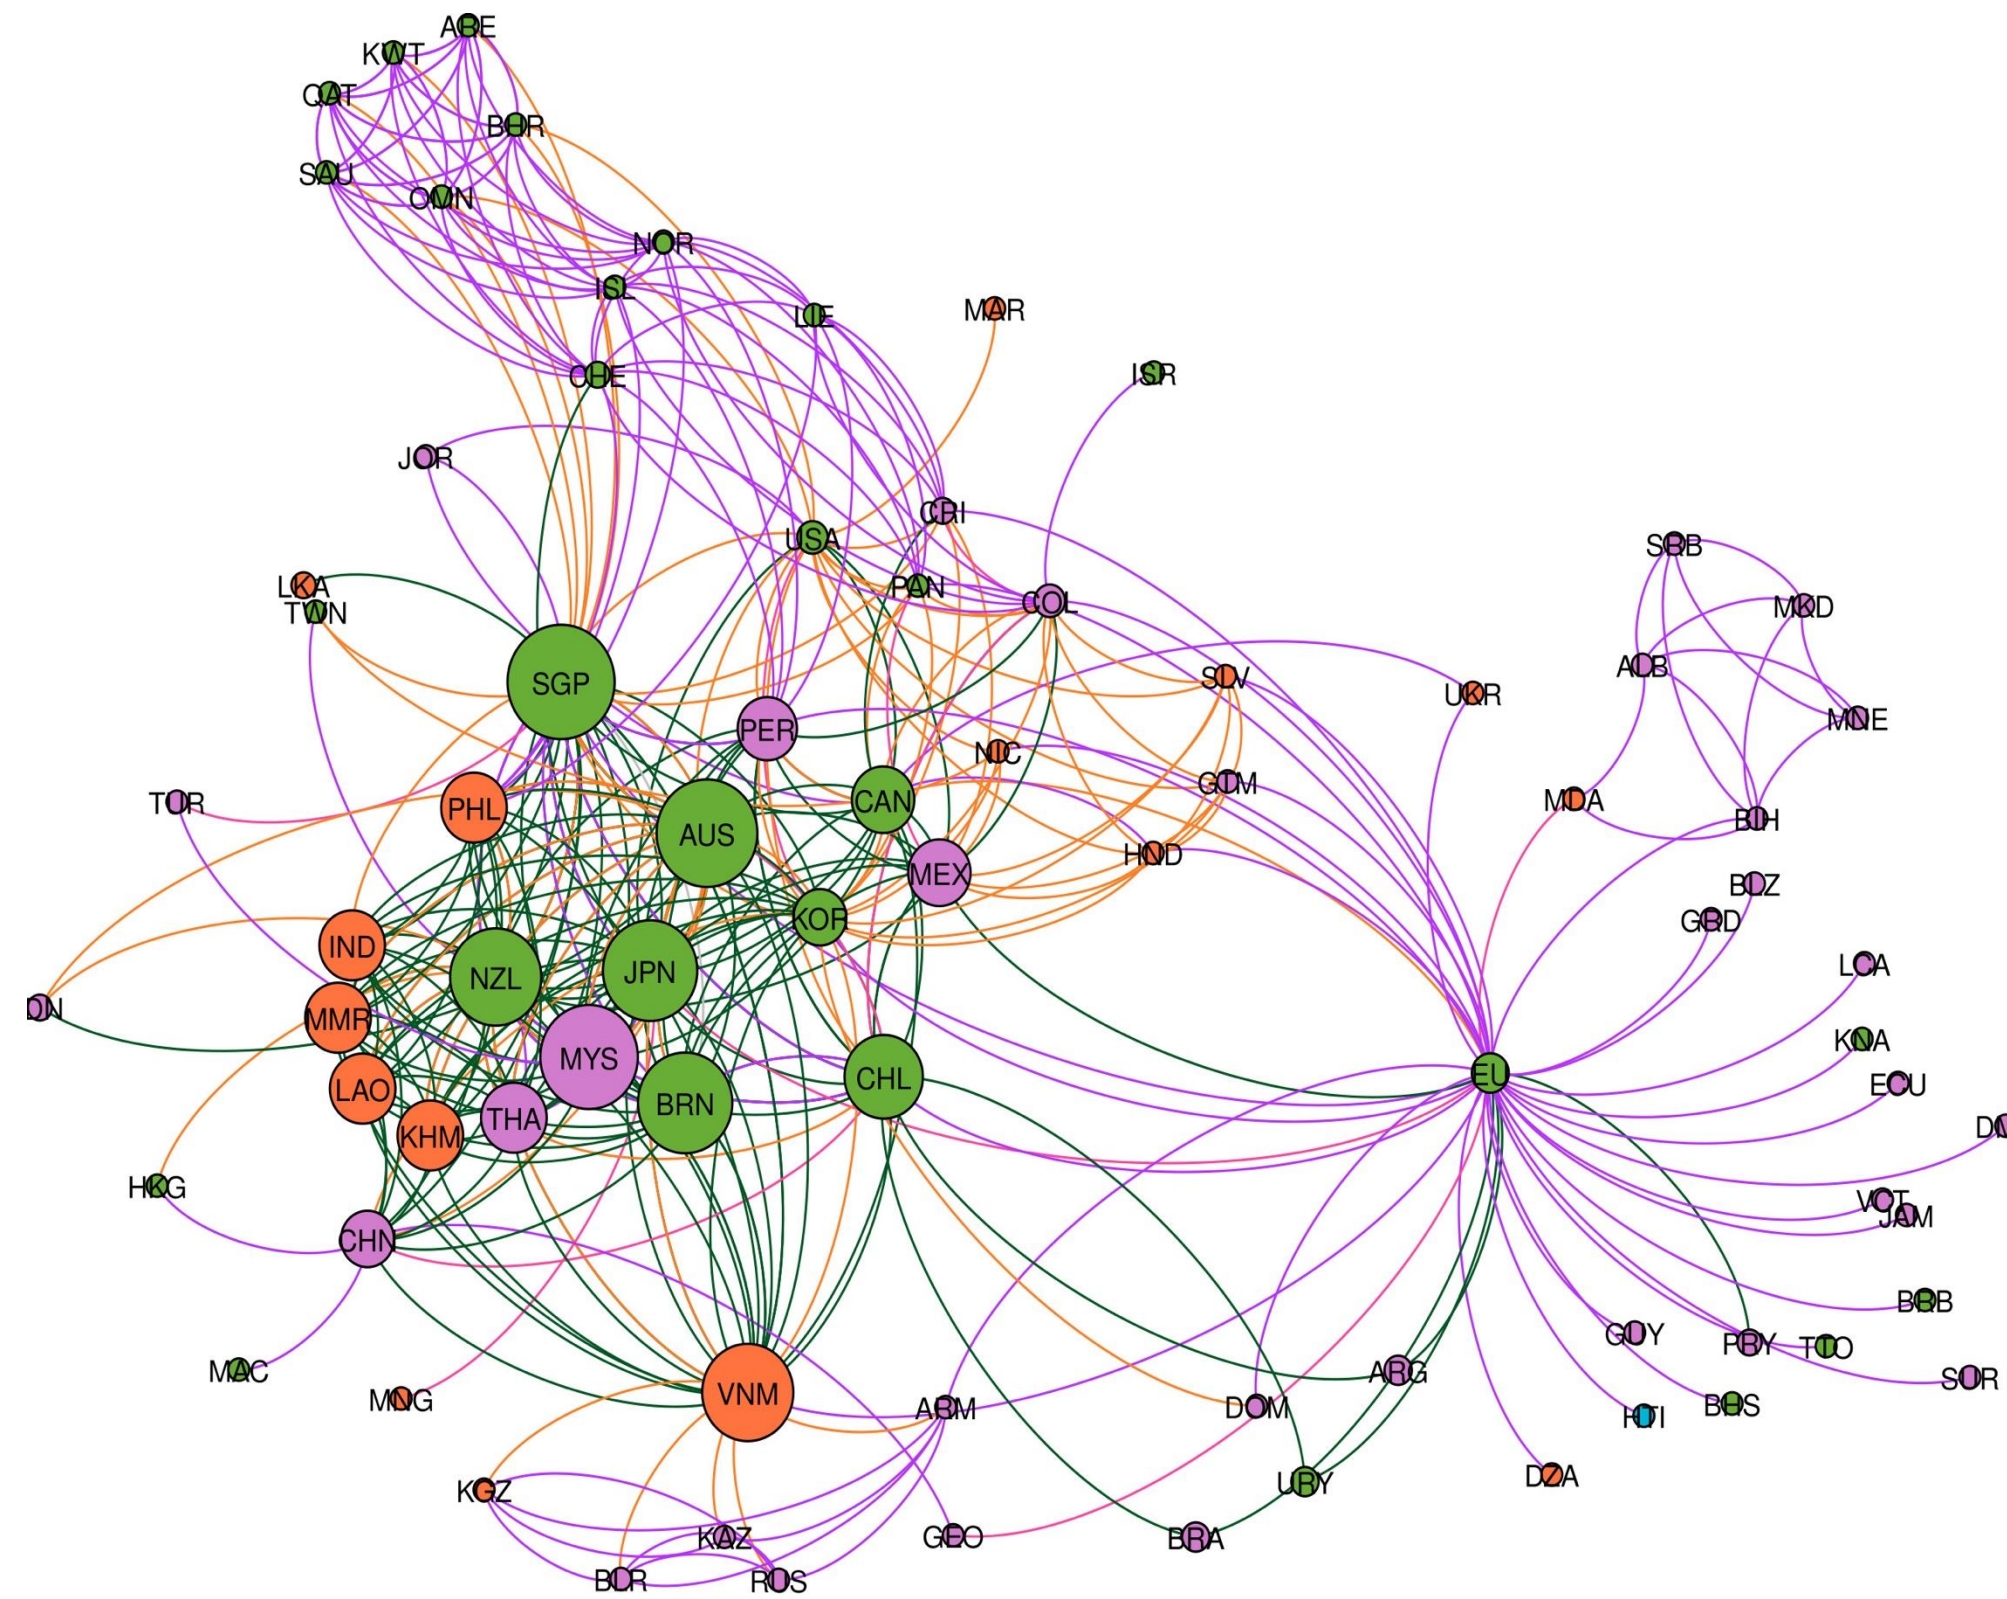 ARE
KWT
QAT
BHR
SAU
OMN
NOR
ISL
LIE
MAR
CHE
ISR
JOR
CRI
USA
SRB
LKA
PAN
COL
MKD
TWN
SGP
ALB
SLV
UKR
PER
MNE
NIC
GTM
TUR
PHL
CAN
MDA
BIH
AUS
HND
MEX
BLZ
KOR
GRD
IND
LCA
JPN
NZL
DN
MMR
KNA
MYS
EU
CHL
ECU
LAO
BRN
THA
KHM
HKG
VCT
JAM
CHN
BRB
GUY
PRY
TTO
MAC
ARG
SUR
VNM
MNG
ARM
DOM
BHS
HTI
DZA
URY
KGZ
KAZ
GEO
BRA
BLR
RUS